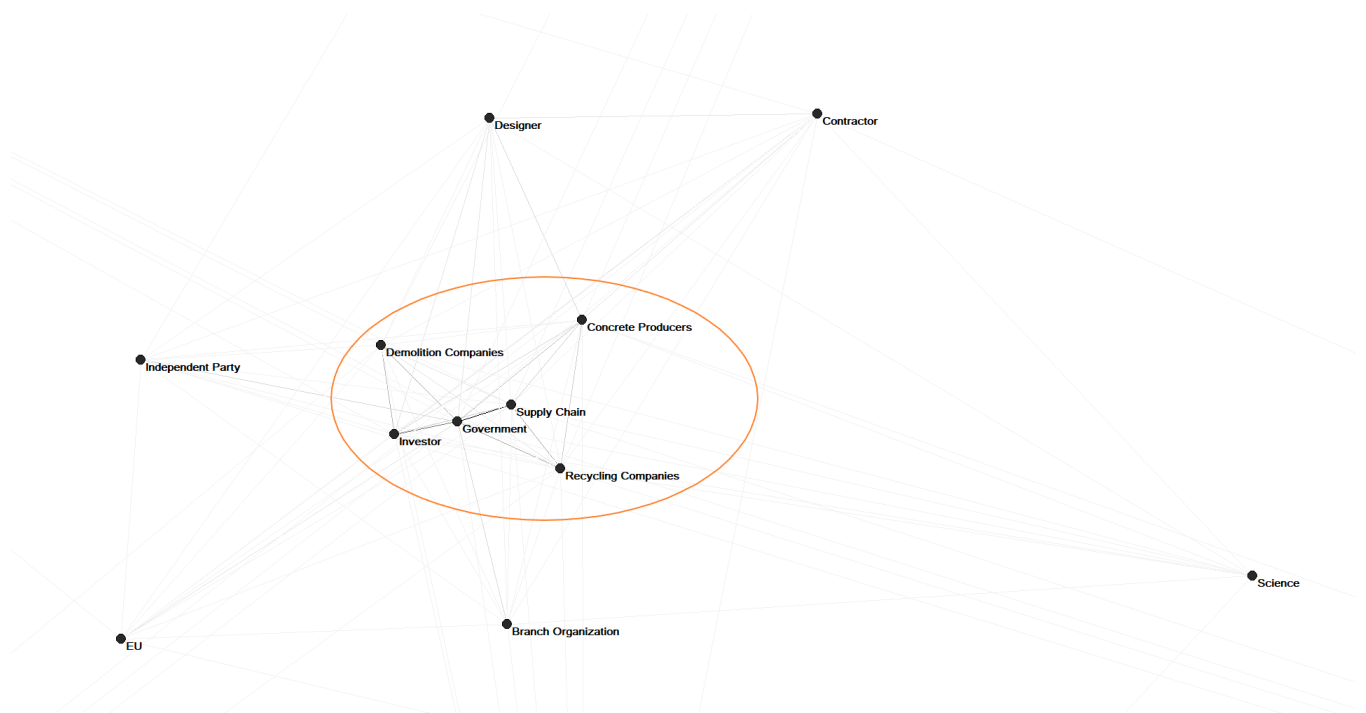 Designer
Contractor
Concrete Producers
Demolition Companies
Independent Party
Supply Chain
Government
Investor
Recycling Companies
Science
Branch Organization
EU